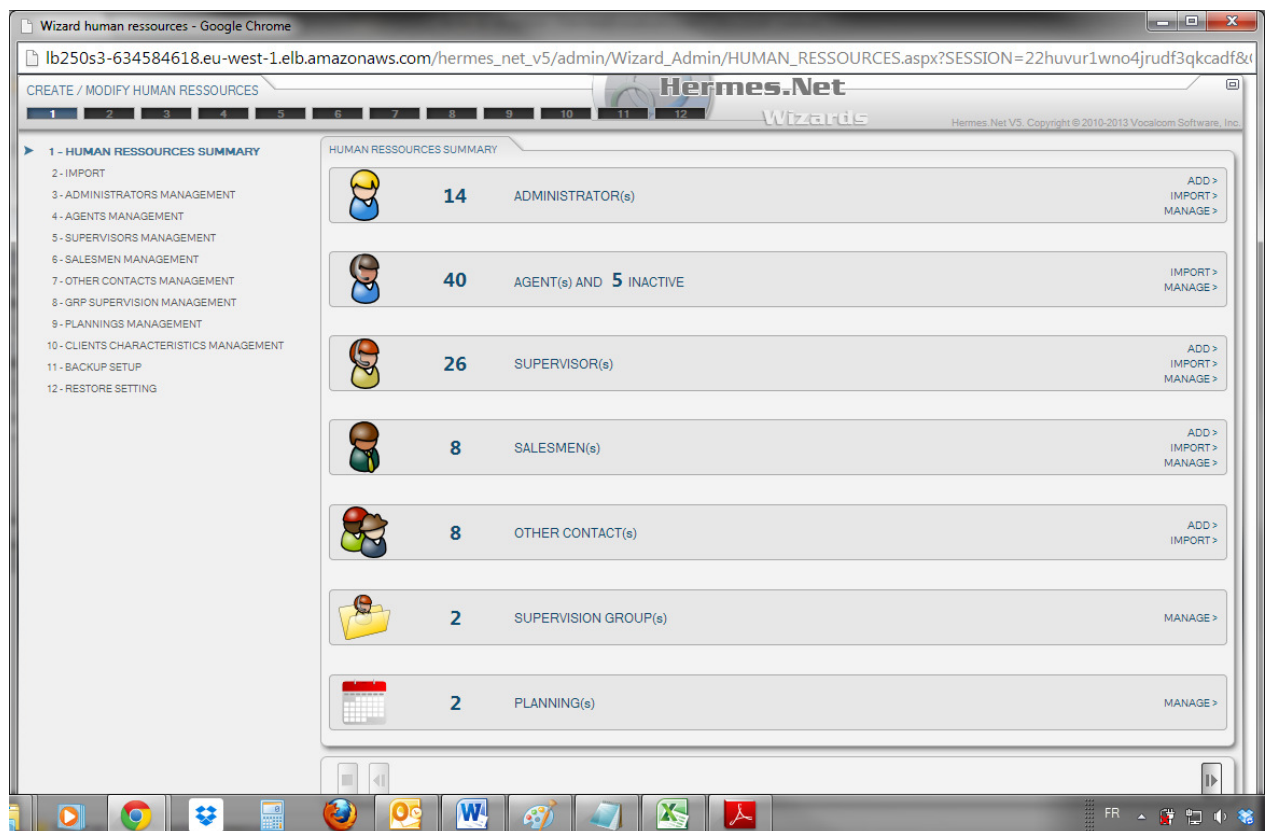 Wizard human ressources - Google Chrome
lb250s3-634584618.eu-west-1.elb.amazonaws.com/hermes_net_v5/admin/Wizard_Admin/HUMAN_RESSOURCES.aspx?SESSION=22huvur1wno4jrudf3qkcadf&
CREATE / MODIFY HUMAN RESSOURCES
Hermes.Net
Wizards
1 2 3 4 5 6 7 8 9 10 11 12
Hermes.Net V5. Copyright © 2010-2013 Vocalcom Software, Inc.
1 - HUMAN RESSOURCES SUMMARY
2 - IMPORT
3 - ADMINISTRATORS MANAGEMENT
4 - AGENTS MANAGEMENT
5 - SUPERVISORS MANAGEMENT
6 - SALESMEN MANAGEMENT
7 - OTHER CONTACTS MANAGEMENT
8 - GRP SUPERVISION MANAGEMENT
9 - PLANNINGS MANAGEMENT
10 - CLIENTS CHARACTERISTICS MANAGEMENT
11 - BACKUP SETUP
12 - RESTORE SETTING
HUMAN RESSOURCES SUMMARY
14 ADMINISTRATOR(s)
ADD >
IMPORT >
MANAGE >
40 AGENT(s) AND 5 INACTIVE
IMPORT >
MANAGE >
26 SUPERVISOR(s)
ADD >
IMPORT >
MANAGE >
8 SALESMEN(s)
ADD >
IMPORT >
MANAGE >
8 OTHER CONTACT(s)
ADD >
IMPORT >
2 SUPERVISION GROUP(s)
MANAGE >
2 PLANNING(s)
MANAGE >
FR